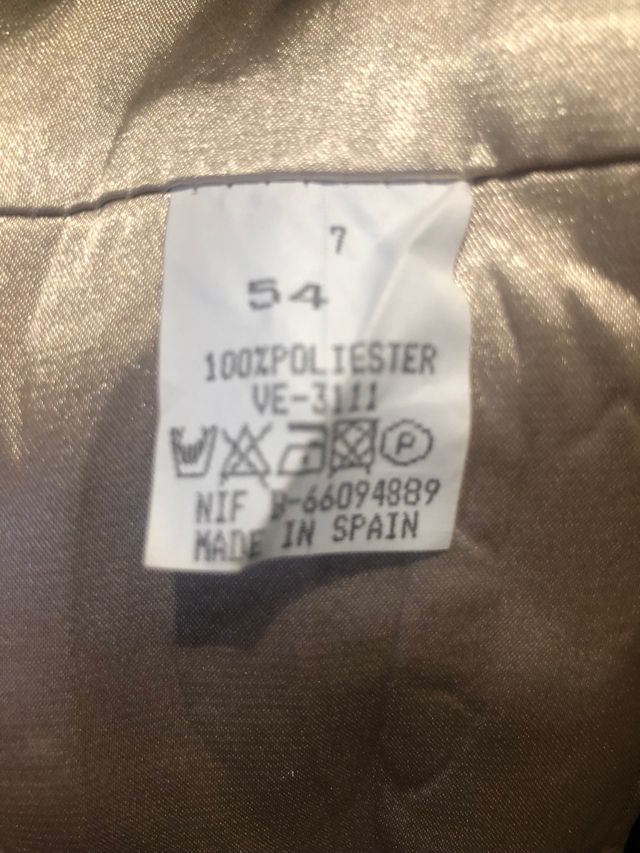 7
54
100%POLIESTER
VE-3111
P
NIF B-66094889
MADE IN SPAIN